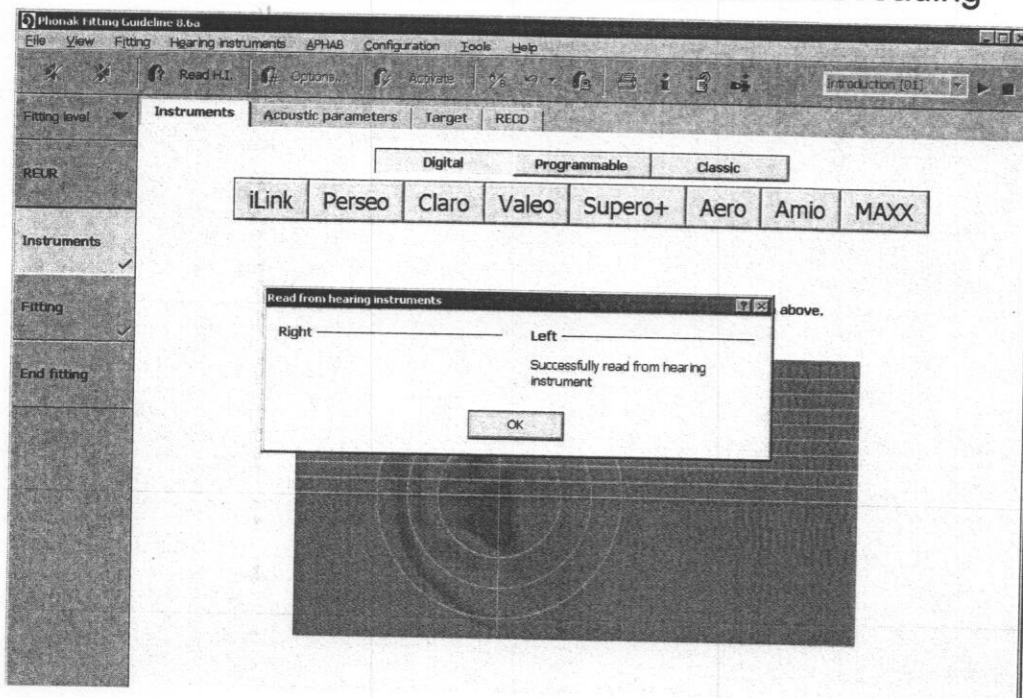 Phonak Fitting Guideline 8.6a
File View Fitting Hearing instruments APHAB Configuration Tools Help
Read H.I. Options... Activate Introduction [01]
Fitting level
Instruments Acoustic parameters Target RECD
REUR
Digital Programmable Classic
iLink Perseo Claro Valeo Supero+ Aero Amio MAXX
Instruments
Read from hearing instruments
above.
Fitting
Right
Left
Successfully read from hearing
instrument
End fitting
OK